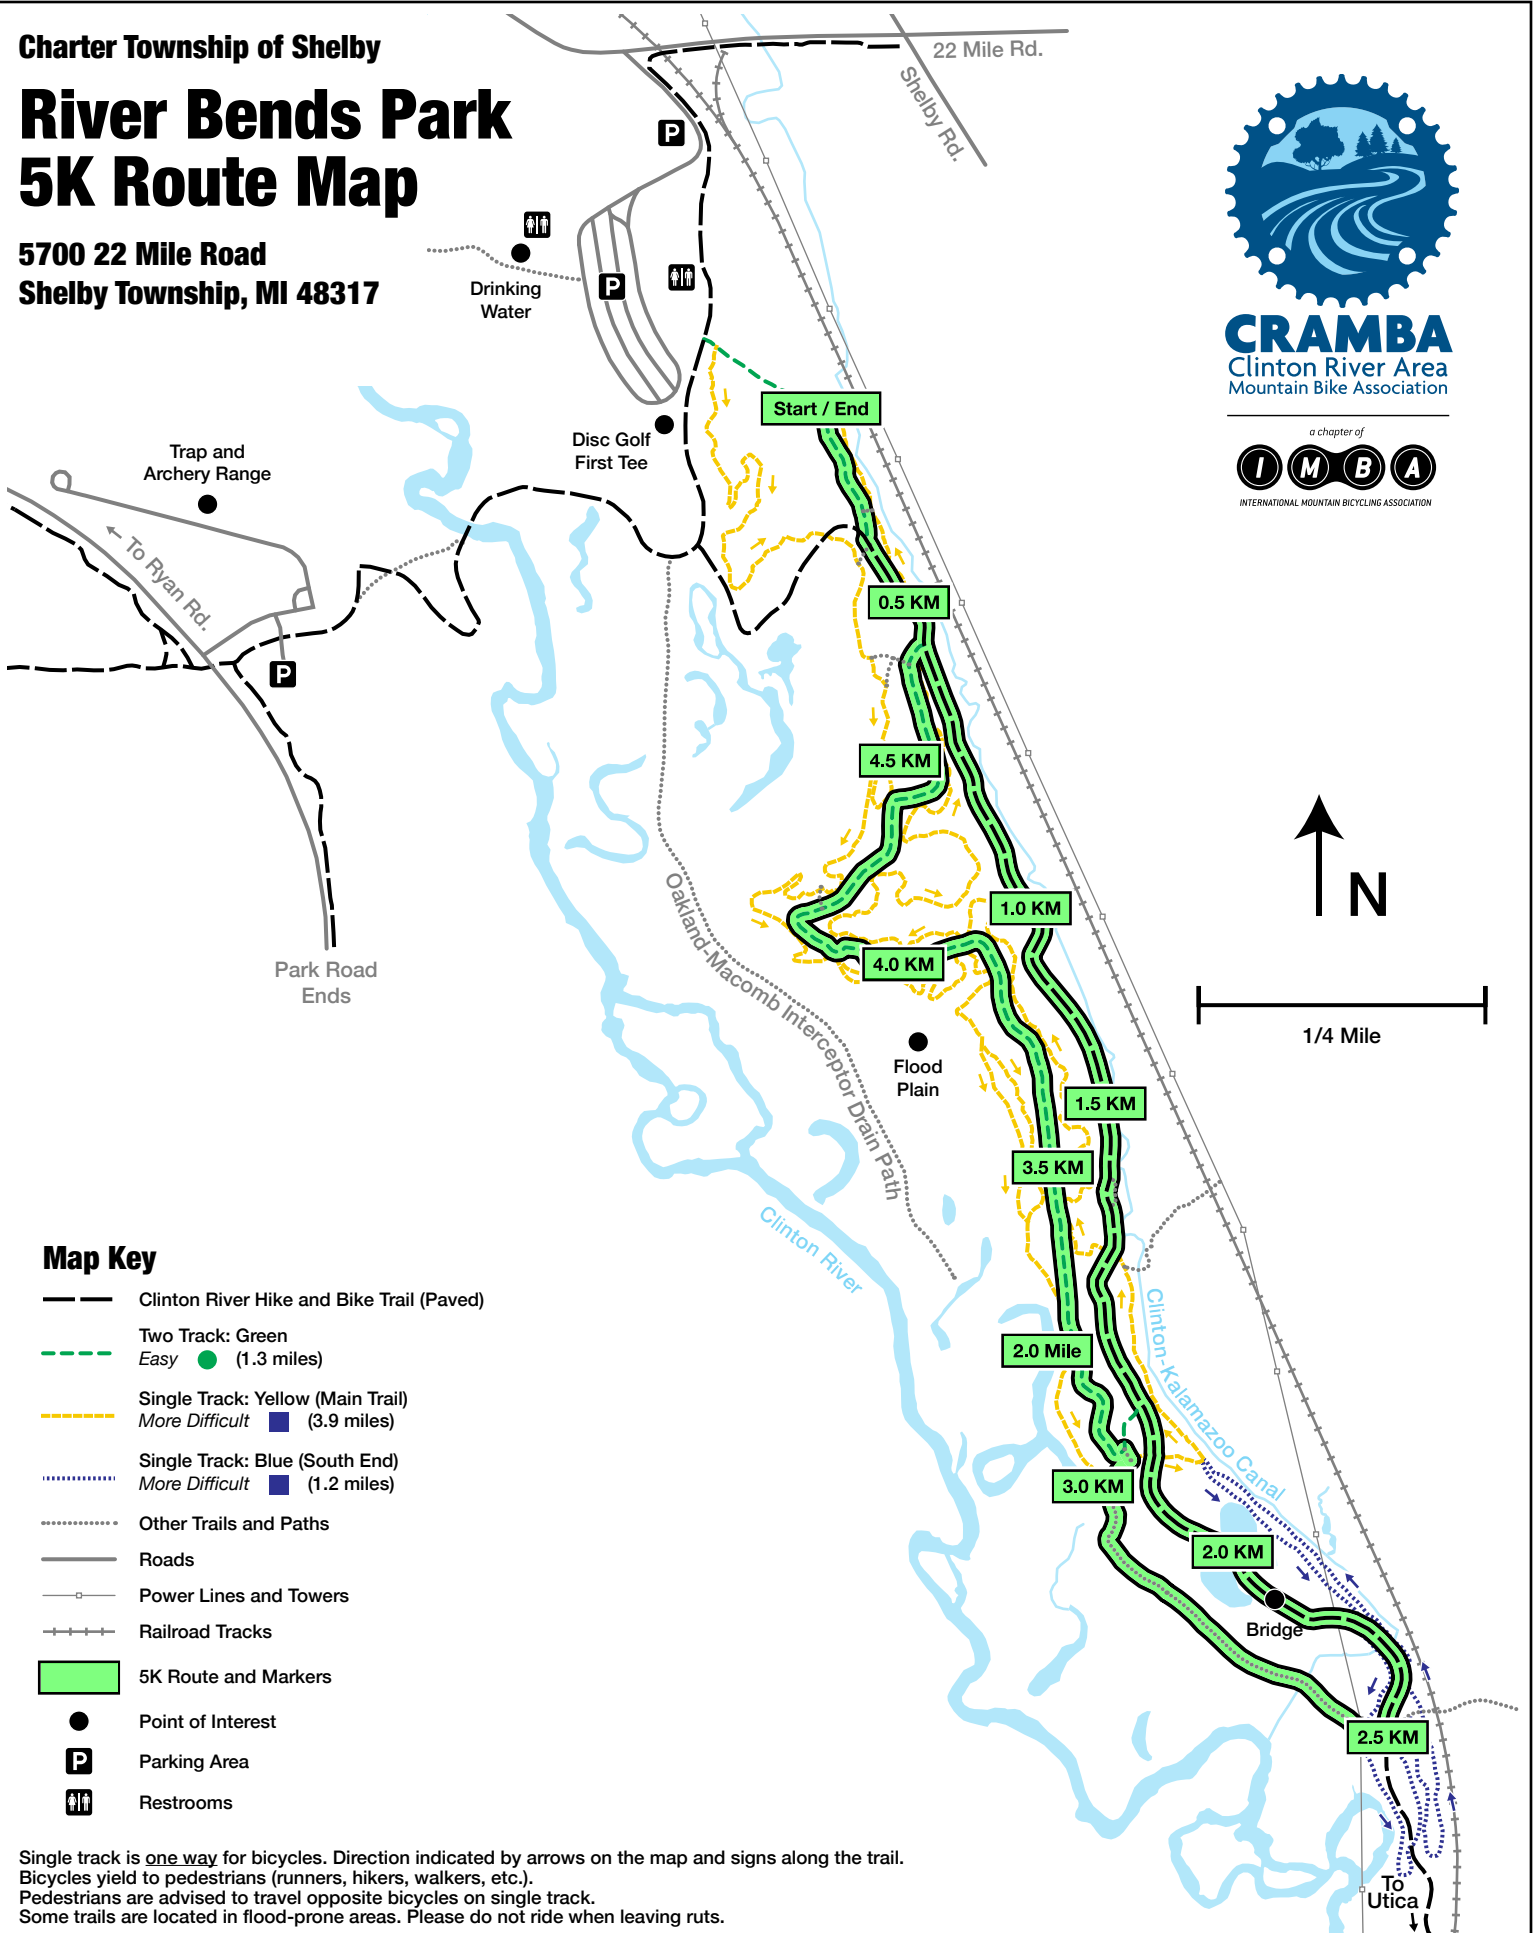 Charter Township of Shelby
River Bends Park
5K Route Map
5700 22 Mile Road
Shelby Township, MI 48317
22 Mile Rd.
Shelby Rd.
P
Drinking
Water
P
CRAMBA
Clinton River Area
Mountain Bike Association
a chapter of
I M B A
INTERNATIONAL MOUNTAIN BICYCLING ASSOCIATION
Start / End
Disc Golf
First Tee
Trap and
Archery Range
To Ryan Rd.
P
0.5 KM
4.5 KM
1.0 KM
4.0 KM
N
Oakland-Macomb Interceptor Drain Path
Park Road
Ends
1/4 Mile
Flood
Plain
1.5 KM
3.5 KM
Clinton River
2.0 Mile
Clinton-Kalamazoo Canal
3.0 KM
2.0 KM
Bridge
2.5 KM
To
Utica
Map Key
Clinton River Hike and Bike Trail (Paved)
Two Track: Green
Easy (1.3 miles)
Single Track: Yellow (Main Trail)
More Difficult (3.9 miles)
Single Track: Blue (South End)
More Difficult (1.2 miles)
Other Trails and Paths
Roads
Power Lines and Towers
Railroad Tracks
5K Route and Markers
Point of Interest
P Parking Area
Restrooms
Single track is one way for bicycles. Direction indicated by arrows on the map and signs along the trail.
Bicycles yield to pedestrians (runners, hikers, walkers, etc.).
Pedestrians are advised to travel opposite bicycles on single track.
Some trails are located in flood-prone areas. Please do not ride when leaving ruts.